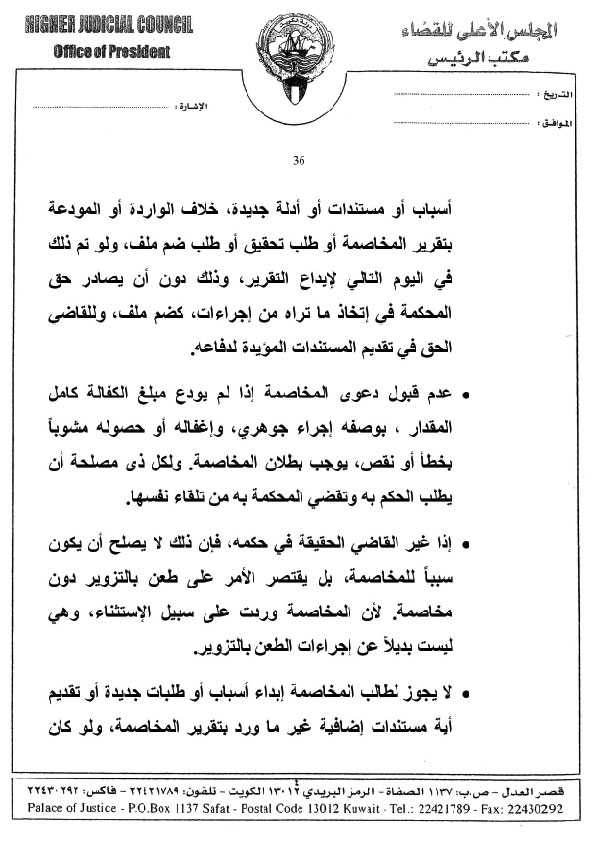 HIGHER JUDICIAL COUNCIL
Office of President
المجلس الأعلى للقضاء
مكتب الرئيس
التاريخ :
الإشارة :
الموافق :
36
أسباب أو مستندات أو أدلة جديدة، خلاف الواردة أو المودعة
بتقرير المخاصمة أو طلب تحقيق أو طلب ضم ملف، ولو تم ذلك
في اليوم التالي لإيداع التقرير، وذلك دون أن يصادر حق
المحكمة في إتخاذ ما تراه من إجراءات، كضم ملف، وللقاضي
الحق في تقديم المستندات المؤيدة لدفاعه.
• عدم قبول دعوى المخاصمة إذا لم يودع مبلغ الكفالة كامل
المقدار ، بوصفه إجراء جوهري، وإغفاله أو حصوله مشوباً
بخطأ أو نقص، يوجب بطلان المخاصمة. ولكل ذى مصلحة أن
يطلب الحكم به وتقضي المحكمة به من تلقاء نفسها.
• إذا غير القاضي الحقيقة في حكمه، فإن ذلك لا يصلح أن يكون
سبباً للمخاصمة، بل يقتصر الأمر على طعن بالتزوير دون
مخاصمة. لأن المخاصمة وردت على سبيل الإستثناء، وهي
ليست بديلاً عن إجراءات الطعن بالتزوير.
• لا يجوز لطالب المخاصمة إبداء أسباب أو طلبات جديدة أو تقديم
أية مستندات إضافية غير ما ورد بتقرير المخاصمة، ولو كان
قصر العدل - ص.ب: ١١٣٧ الصفاة - الرمز البريدي ١٣٠١٢ الكويت - تلفون: ٢٢٤٢١٧٨٩ - فاكس: ٢٢٤٣٠٢٩٢
Palace of Justice - P.O.Box 1137 Safat - Postal Code 13012 Kuwait - Tel.: 22421789 - Fax: 22430292